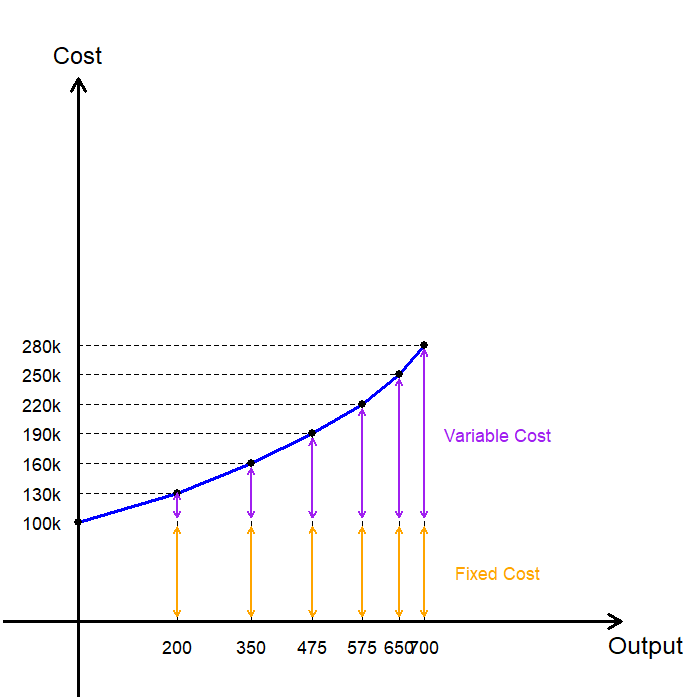 Cost
280k
250k
220k
190k
160k
130k
100k
Variable Cost
Fixed Cost
200 350 475 575 650 700
Output